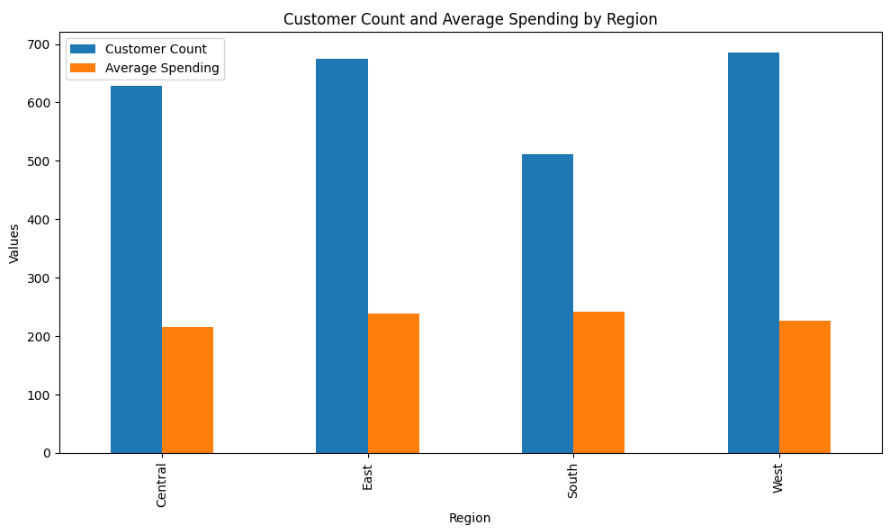 Customer Count and Average Spending by Region
Customer Count
Average Spending
700
600
500
400
300
200
100
0
Values
Central
East
South
West
Region